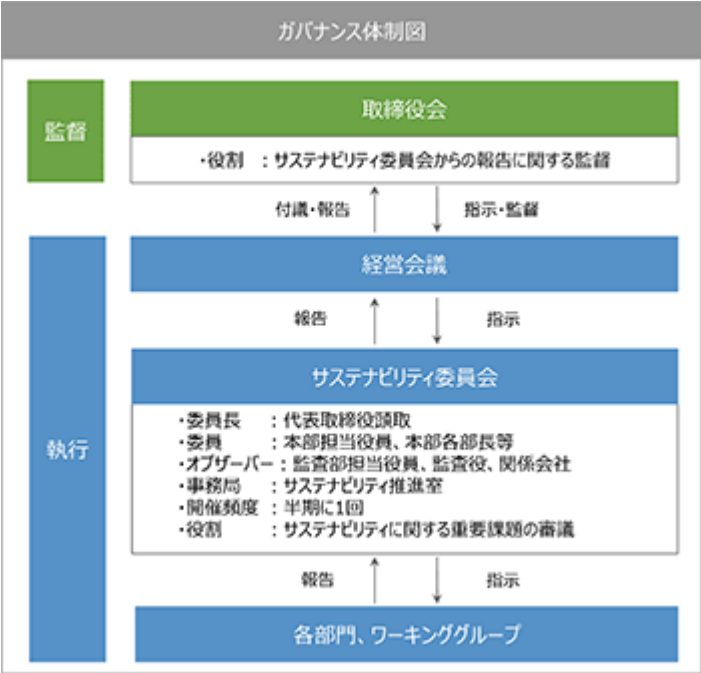 ガバナンス体制図
監督
取締役会
・役割 : サステナビリティ委員会からの報告に関する監督
付議・報告 指示・監督
経営会議
報告 指示
執行
サステナビリティ委員会
・委員長 : 代表取締役頭取
・委員 : 本部担当役員、本部各部長等
・オブザーバー : 監査部担当役員、監査役、関係会社
・事務局 : サステナビリティ推進室
・開催頻度 : 半期に1回
・役割 : サステナビリティに関する重要課題の審議
報告 指示
各部門、ワーキンググループ